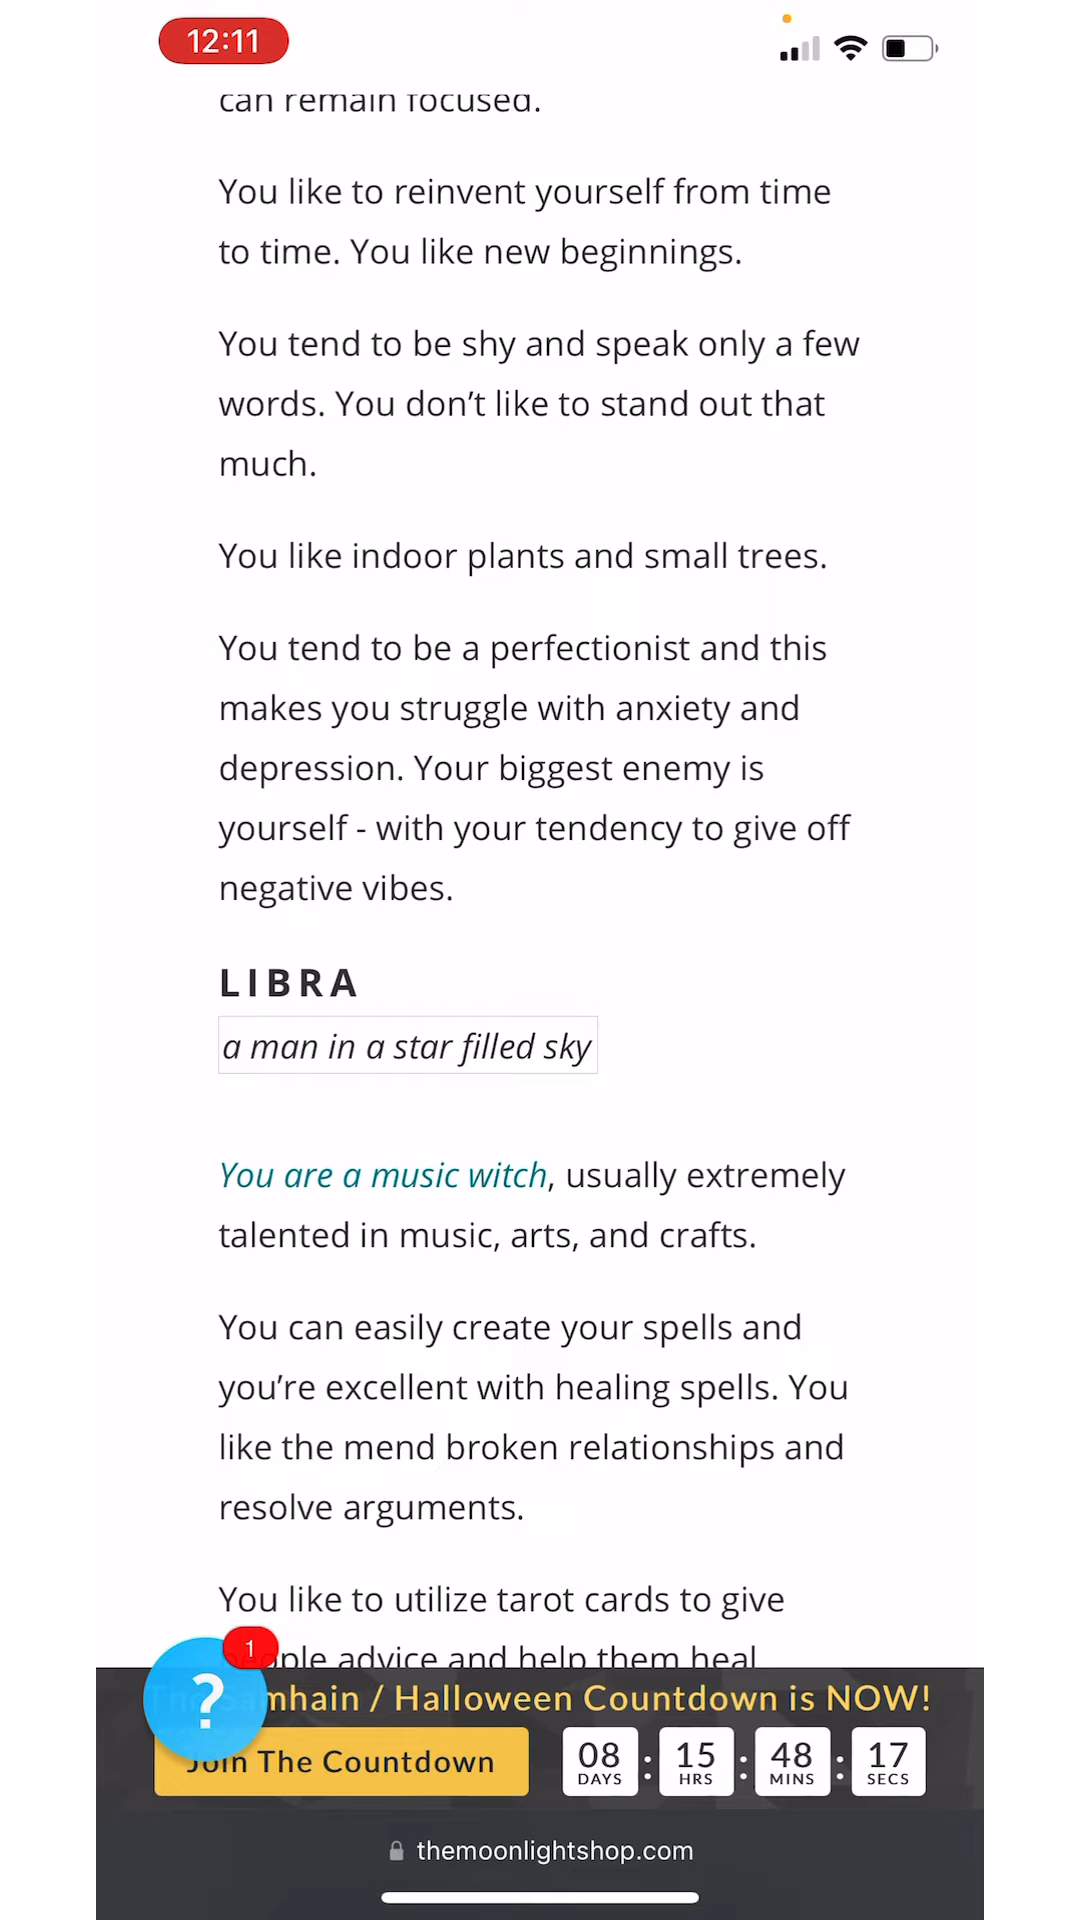 12:11
can remain focused.
You like to reinvent yourself from time
to time. You like new beginnings.
You tend to be shy and speak only a few
words. You don’t like to stand out that
much.
You like indoor plants and small trees.
You tend to be a perfectionist and this
makes you struggle with anxiety and
depression. Your biggest enemy is
yourself - with your tendency to give off
negative vibes.
LIBRA
a man in a star filled sky
You are a music witch, usually extremely
talented in music, arts, and crafts.
You can easily create your spells and
you’re excellent with healing spells. You
like the mend broken relationships and
resolve arguments.
You like to utilize tarot cards to give
people advice and help them heal
1
?
The Samhain / Halloween Countdown is NOW!
Join The Countdown
08 : 15 : 48 : 17
DAYS HRS MINS SECS
themoonlightshop.com